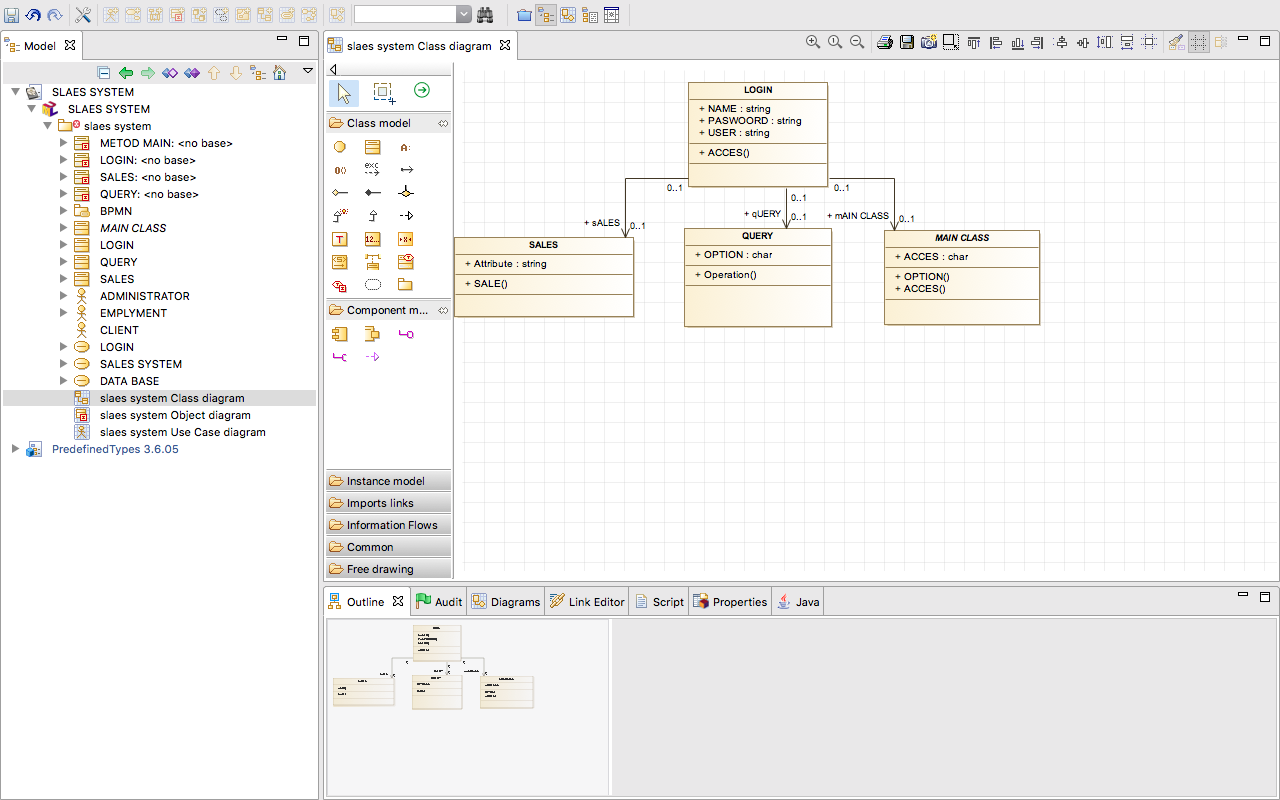 Model
SLAES SYSTEM
SLAES SYSTEM
slaes system
METOD MAIN: <no base>
LOGIN: <no base>
SALES: <no base>
QUERY: <no base>
BPMN
MAIN CLASS
LOGIN
QUERY
SALES
ADMINISTRATOR
EMPLYMENT
CLIENT
LOGIN
SALES SYSTEM
DATA BASE
slaes system Class diagram
slaes system Object diagram
slaes system Use Case diagram
PredefinedTypes 3.6.05
slaes system Class diagram
Class model
A:
0()
exc
12...
T
Component m...
Instance model
Imports links
Information Flows
Common
Free drawing
LOGIN
+ NAME : string
+ PASWOORD : string
+ USER : string
+ ACCES()
0..1
0..1
0..1
+ sALES
0..1
+ qUERY
0..1
+ mAIN CLASS
0..1
SALES
+ Attribute : string
+ SALE()
QUERY
+ OPTION : char
+ Operation()
MAIN CLASS
+ ACCES : char
+ OPTION()
+ ACCES()
Outline
Audit
Diagrams
Link Editor
Script
Properties
Java